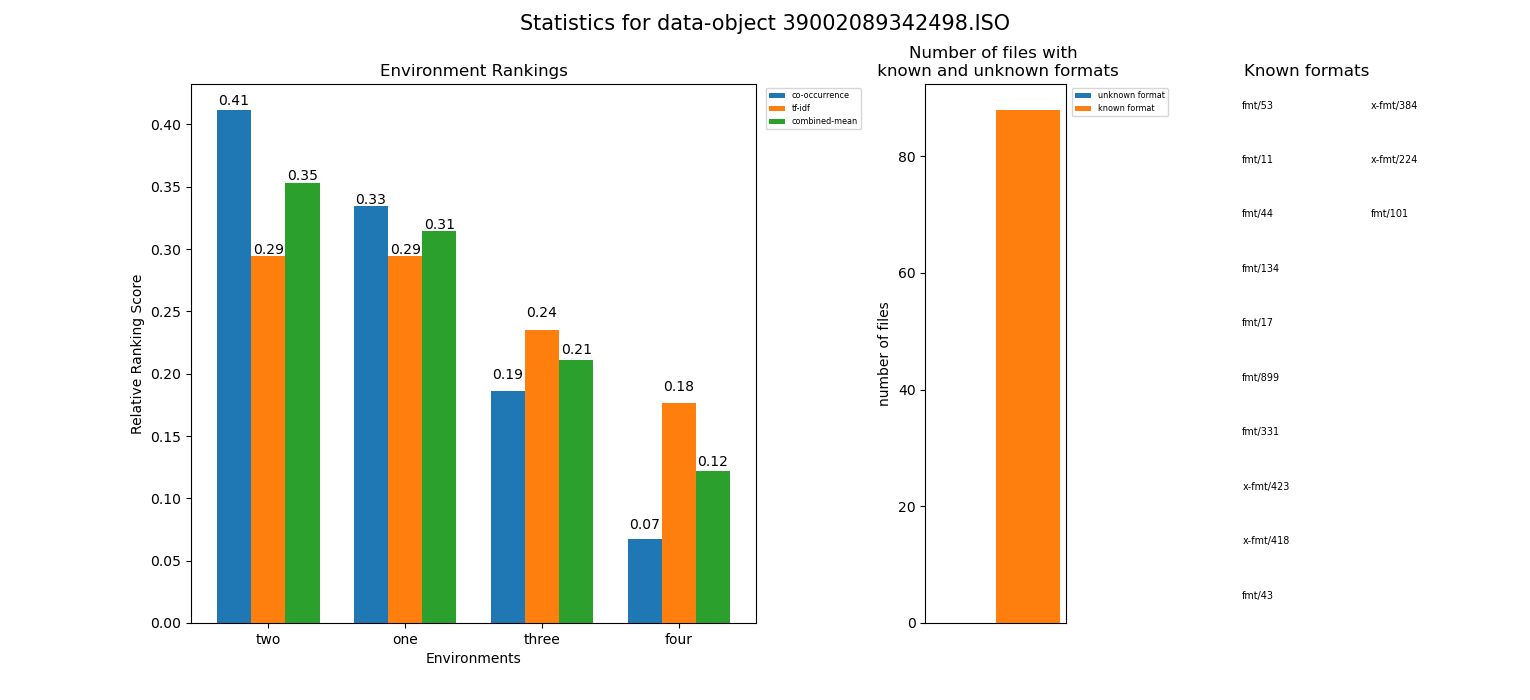 Statistics for data-object 39002089342498.ISO
Environment Rankings
Relative Ranking Score
0.40
0.35
0.30
0.25
0.20
0.15
0.10
0.05
0.00
0.41
0.29
0.35
0.33
0.29
0.31
0.19
0.24
0.21
0.07
0.18
0.12
two
one
three
four
Environments
co-occurrence
tf-idf
combined-mean
Number of files with
known and unknown formats
number of files
80
60
40
20
0
unknown format
known format
Known formats
fmt/53
fmt/11
fmt/44
fmt/134
fmt/17
fmt/899
fmt/331
x-fmt/423
x-fmt/418
fmt/43
x-fmt/384
x-fmt/224
fmt/101